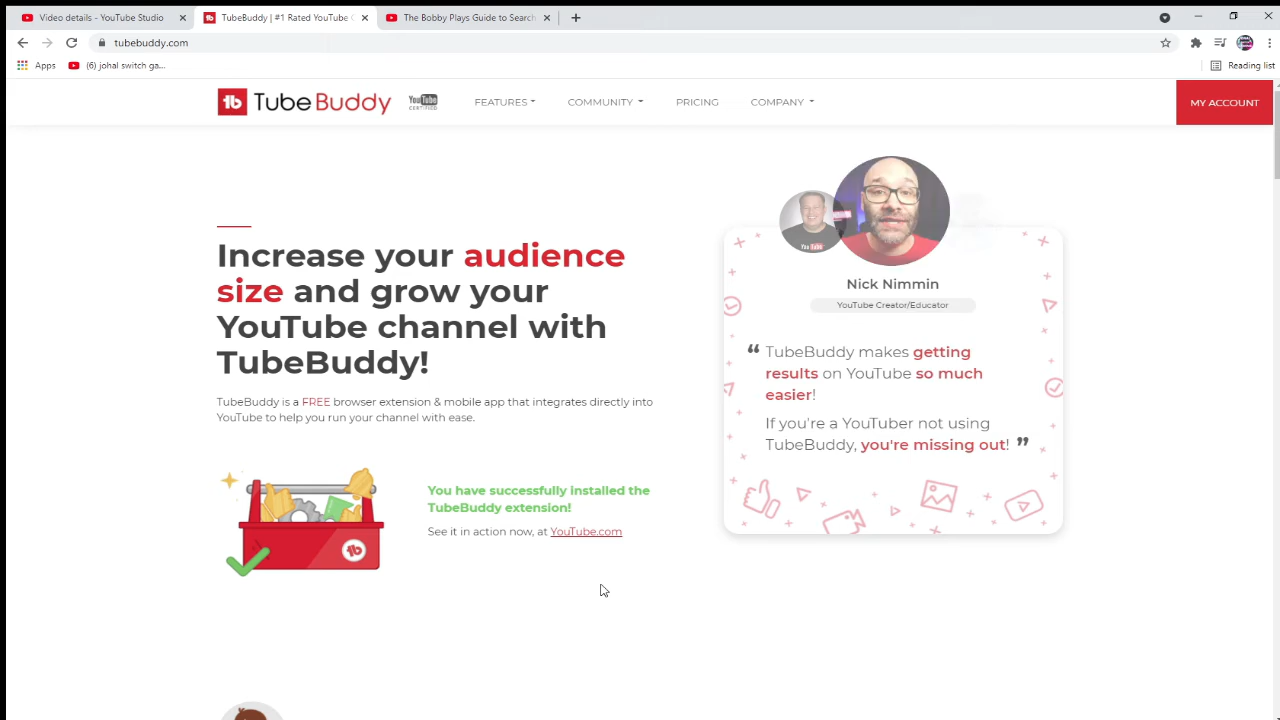 Video details - YouTube Studio
TubeBuddy | #1 Rated YouTube C
The Bobby Plays Guide to Search
tubebuddy.com
Apps
(6) johal switch ga...
Reading list
TubeBuddy
YouTube
CERTIFIED
FEATURES
COMMUNITY
PRICING
COMPANY
MY ACCOUNT
Increase your audience
size and grow your
YouTube channel with
TubeBuddy!
TubeBuddy is a FREE browser extension & mobile app that integrates directly into
YouTube to help you run your channel with ease.
You have successfully installed the
TubeBuddy extension!
See it in action now, at YouTube.com
You Tube
Nick Nimmin
YouTube Creator/Educator
“ TubeBuddy makes getting
results on YouTube so much
easier!
If you're a YouTuber not using
TubeBuddy, you're missing out! ”